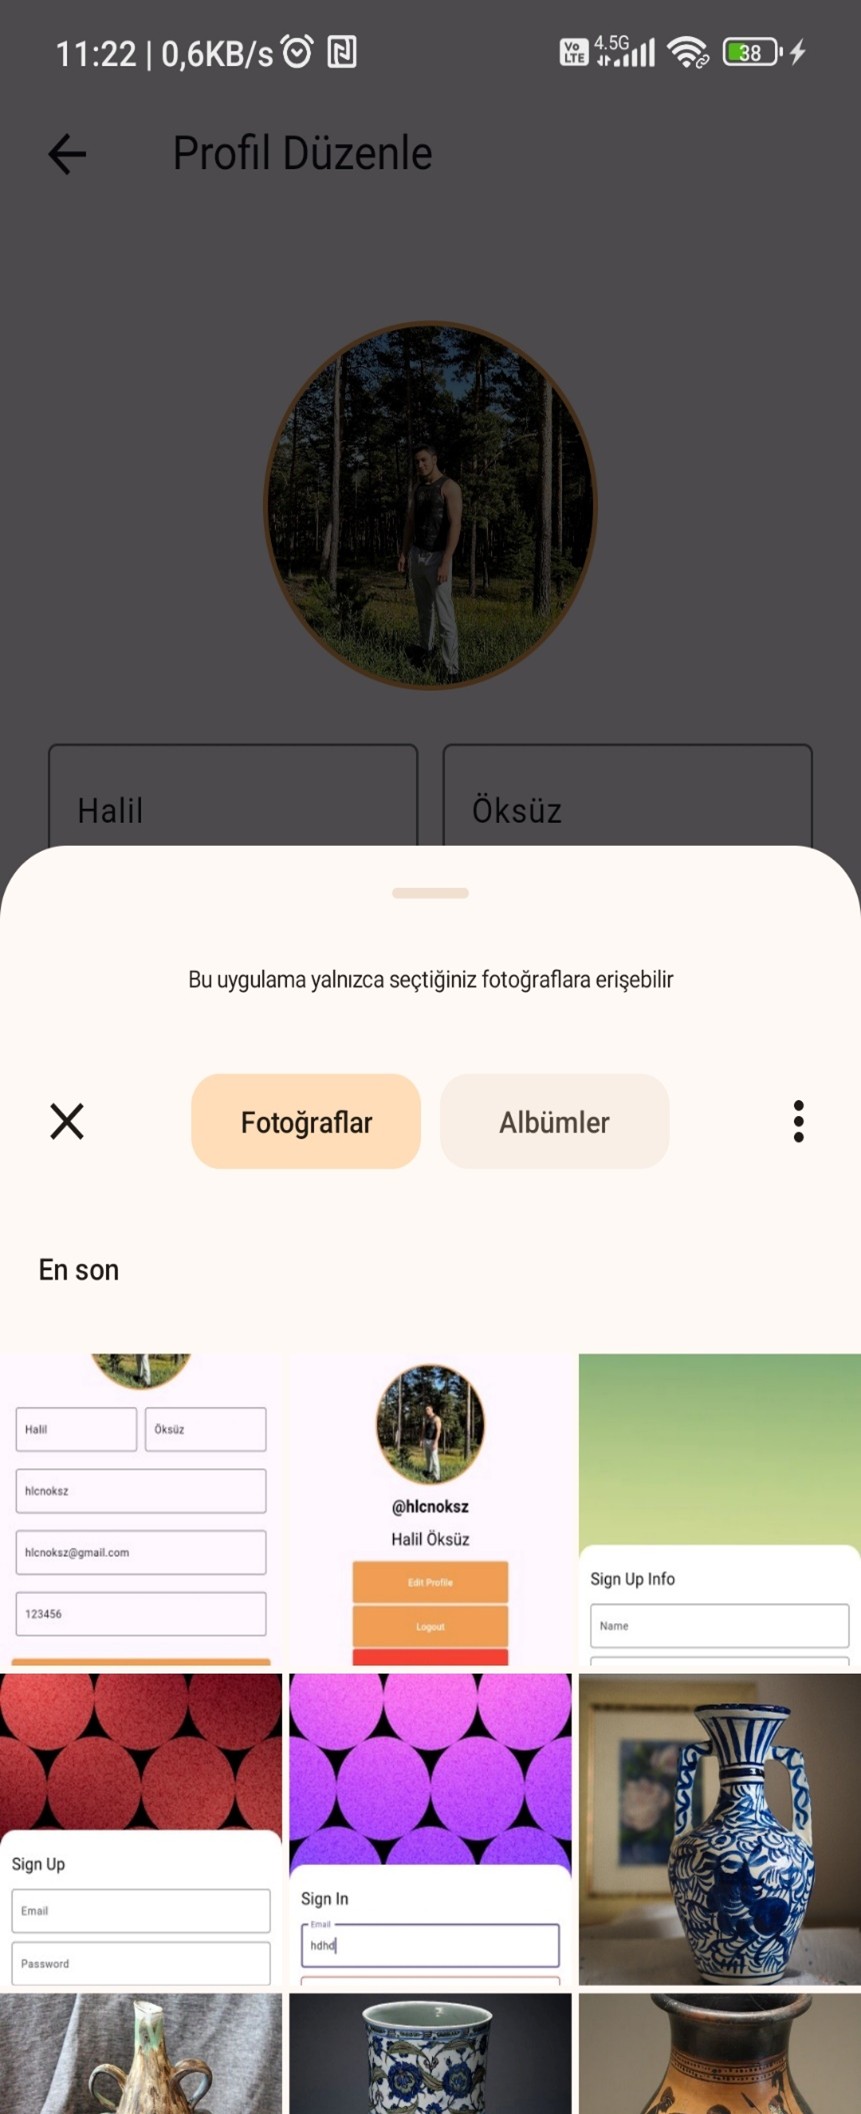 11:22 | 0,6KB/s
Vo LTE 4.5G 38
Profil Düzenle
Halil Öksüz
Bu uygulama yalnızca seçtiğiniz fotoğraflara erişebilir
Fotoğraflar Albümler
En son
Halil Öksüz
hlcnoksz
hlcnoksz@gmail.com
123456
@hlcnoksz
Halil Öksüz
Edit Profile
Logout
Sign Up Info
Name
Sign Up
Email
Password
Sign In
Email
hdhd